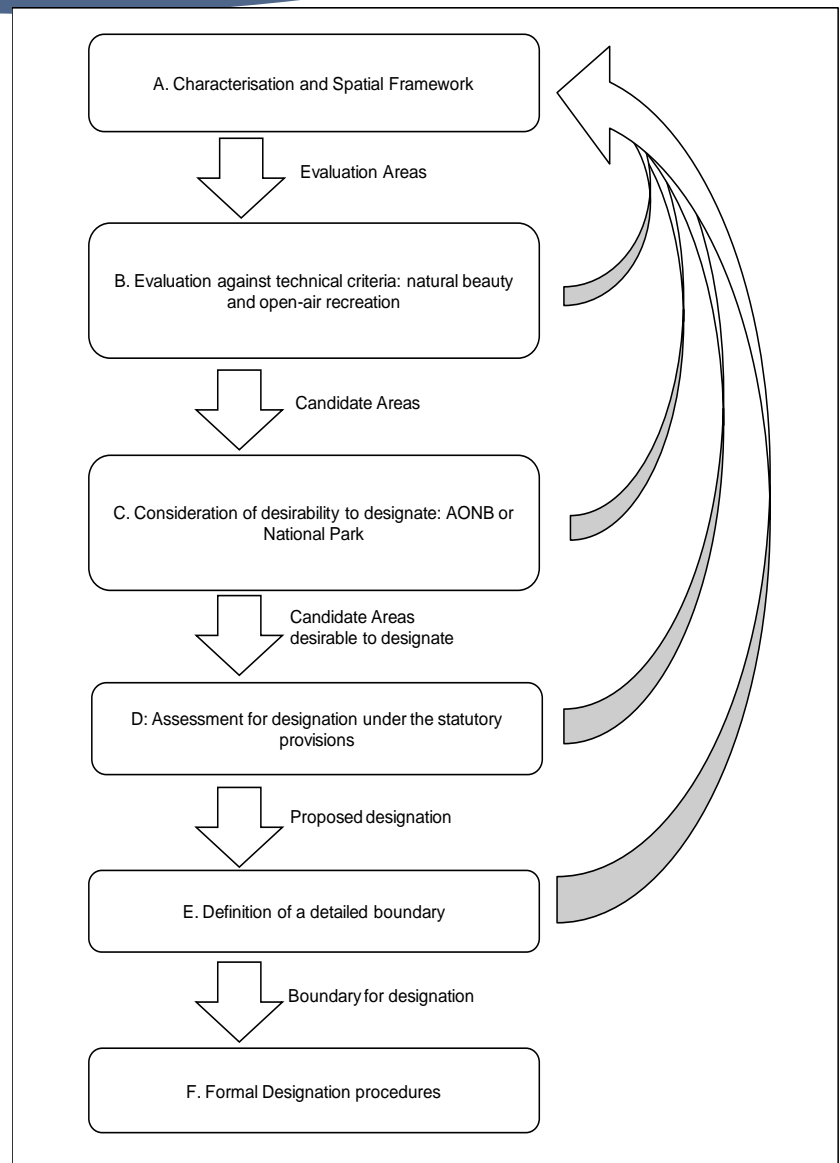 A. Characterisation and Spatial Framework
Evaluation Areas
B. Evaluation against technical criteria: natural beauty
and open-air recreation
Candidate Areas
C. Consideration of desirability to designate: AONB or
National Park
Candidate Areas
desirable to designate
D: Assessment for designation under the statutory
provisions
Proposed designation
E. Definition of a detailed boundary
Boundary for designation
F. Formal Designation procedures